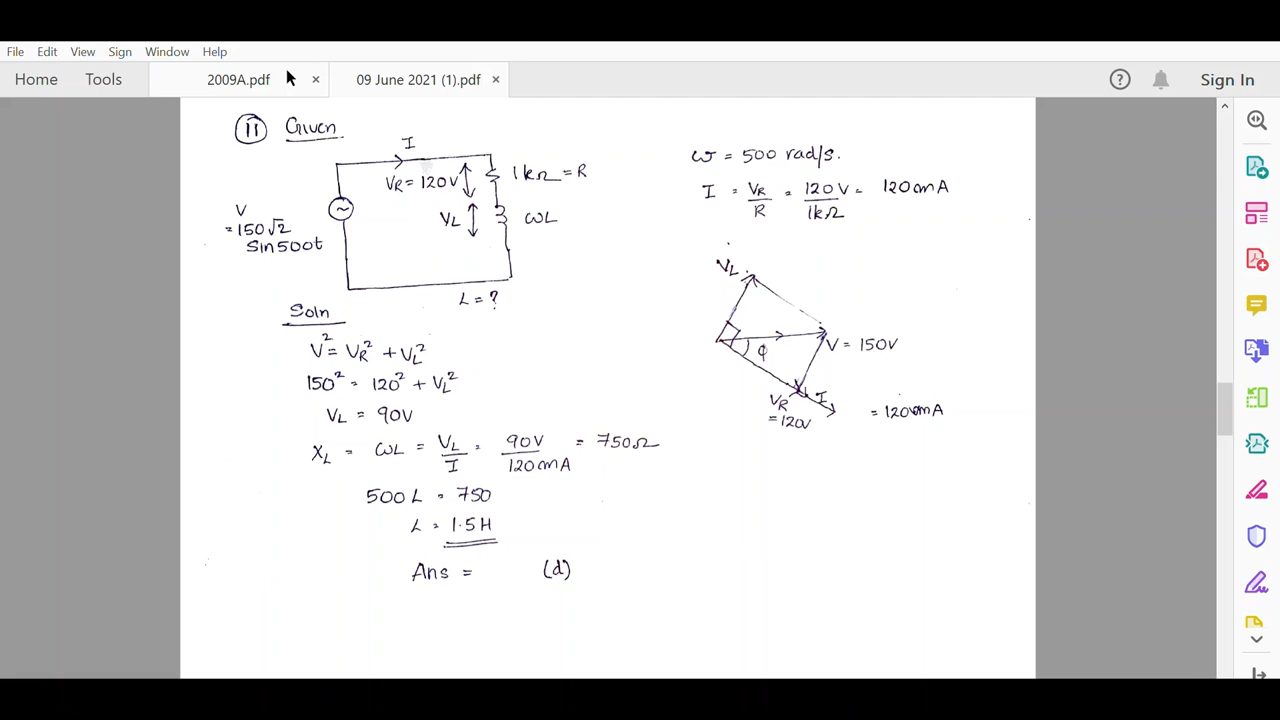 File Edit View Sign Window Help
Home Tools 2009A.pdf × 09 June 2021 (1).pdf × Sign In
11 Given
I
VR = 120V
1kΩ = R
VL
ωL
V
= 150√2
Sin500t
L = ?
Soln
V² = VR² + VL²
150² = 120² + VL²
VL = 90V
XL = ωL = VL/I = 90V/120mA = 750Ω
500 L = 750
L = 1.5H
Ans = (d)
ω = 500 rad/s.
I = VR/R = 120V/1kΩ = 120mA
VL
φ
V = 150V
VR
= 120V
I
= 120mA